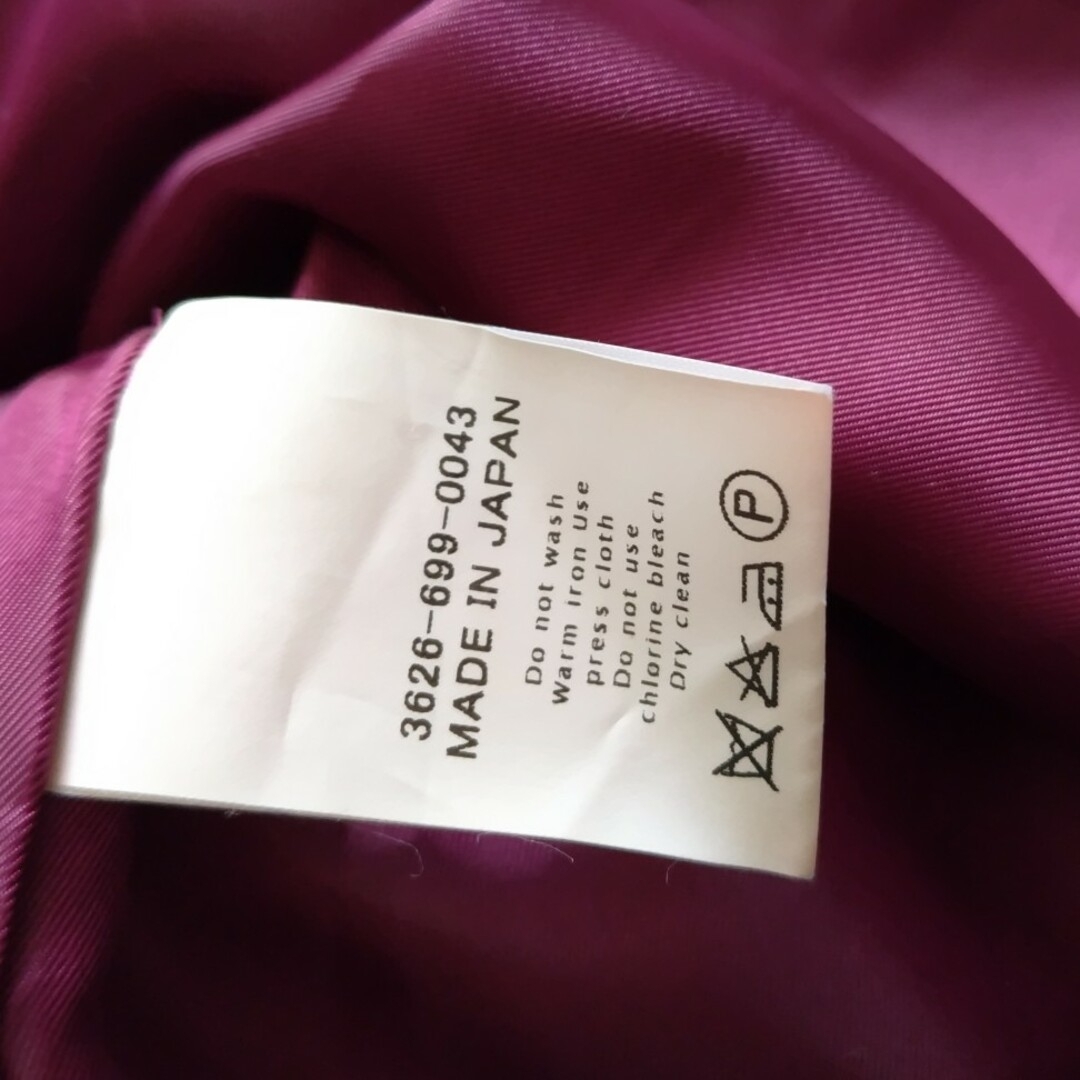 3626-699-0043
MADE IN JAPAN
Do not wash
Warm iron use
press cloth
Do not use
chlorine bleach
Dry clean
P